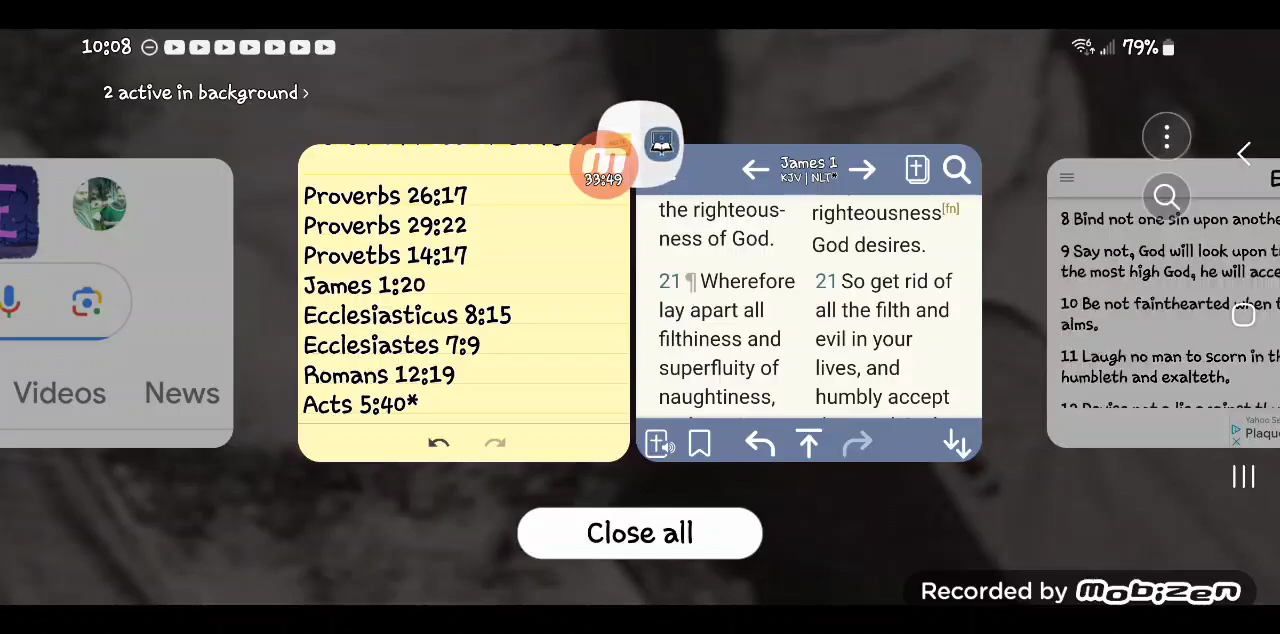 10:08
79%
2 active in background >
33:49
Proverbs 26:17
Proverbs 29:22
Provetbs 14:17
James 1:20
Ecclesiasticus 8:15
Ecclesiastes 7:9
Romans 12:19
Acts 5:40*
James 1
KJV | NLT*
the righteous-
ness of God.
21 ¶ Wherefore
lay apart all
filthiness and
superfluity of
naughtiness,
righteousness[fn]
God desires.
21 So get rid of
all the filth and
evil in your
lives, and
humbly accept
8 Bind not one sin upon anothe
9 Say not, God will look upon t
the most high God, he will acce
10 Be not fainthearted when t
alms.
11 Laugh no man to scorn in th
humbleth and exalteth.
Yahoo Se
Plaqu
Videos News
Close all
Recorded by Mobizen